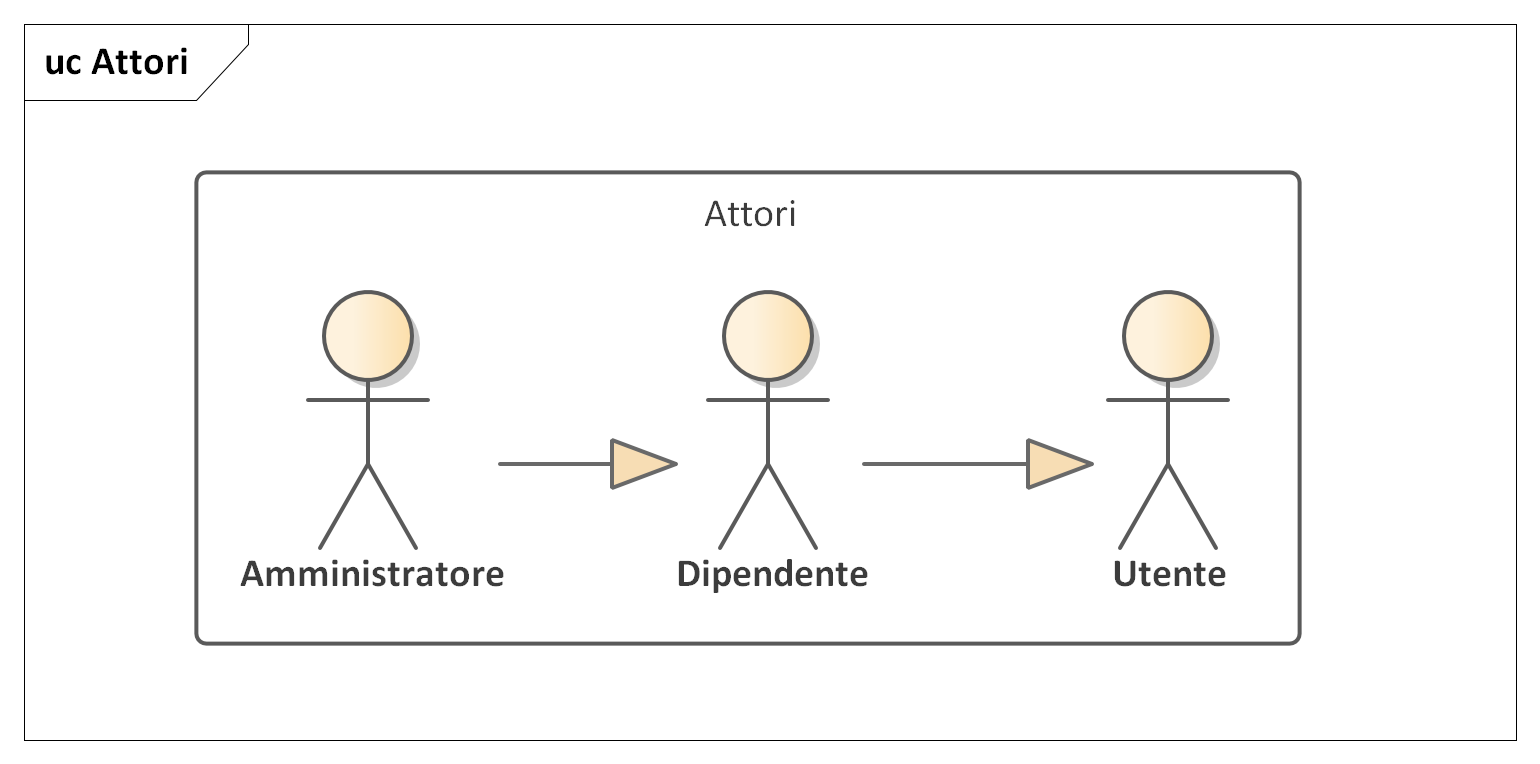 uc Attori
Attori
Amministratore
Dipendente
Utente